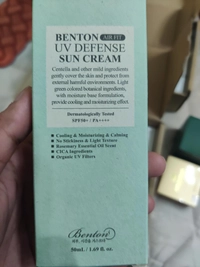 BENTON AIR FIT
UV DEFENSE
SUN CREAM
Centella and other mild ingredients
gently cover the skin and protect from
external harmful environments. Light
green colored botanical ingredients,
with moisture base formulation,
provide cooling and moisturizing effect.
Dermatologically Tested
SPF50+ / PA++++
Cooling & Moisturizing & Calming
No Stickiness & Light Texture
Rosemary Essential Oil Scent
CICA Ingredients
Organic UV Filters
Benton
50mL / 1.69 fl. oz.